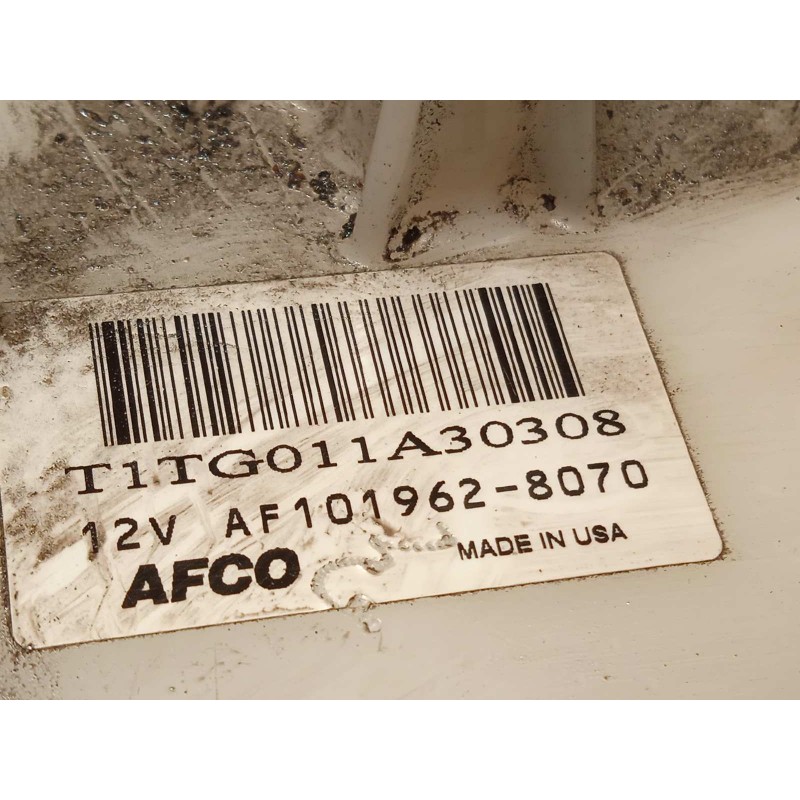 T1TG011A30308
12V AF101962-8070
AFCO MADE IN USA